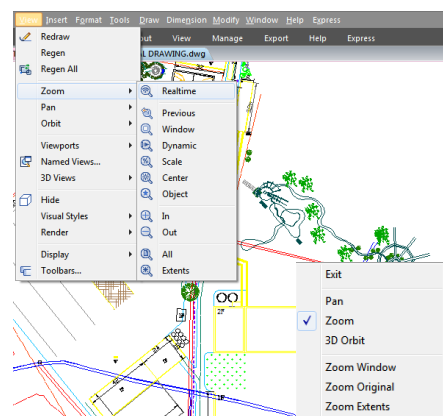 View Insert Format Tools Draw Dimension Modify Window Help Express
out View Manage Export Help Express
L DRAWING.dwg
Redraw
Regen
Regen All
Zoom
Pan
Orbit
Viewports
Named Views...
3D Views
Hide
Visual Styles
Render
Display
Toolbars...
Realtime
Previous
Window
Dynamic
Scale
Center
Object
In
Out
All
Extents
2F
1F
Exit
Pan
Zoom
3D Orbit
Zoom Window
Zoom Original
Zoom Extents